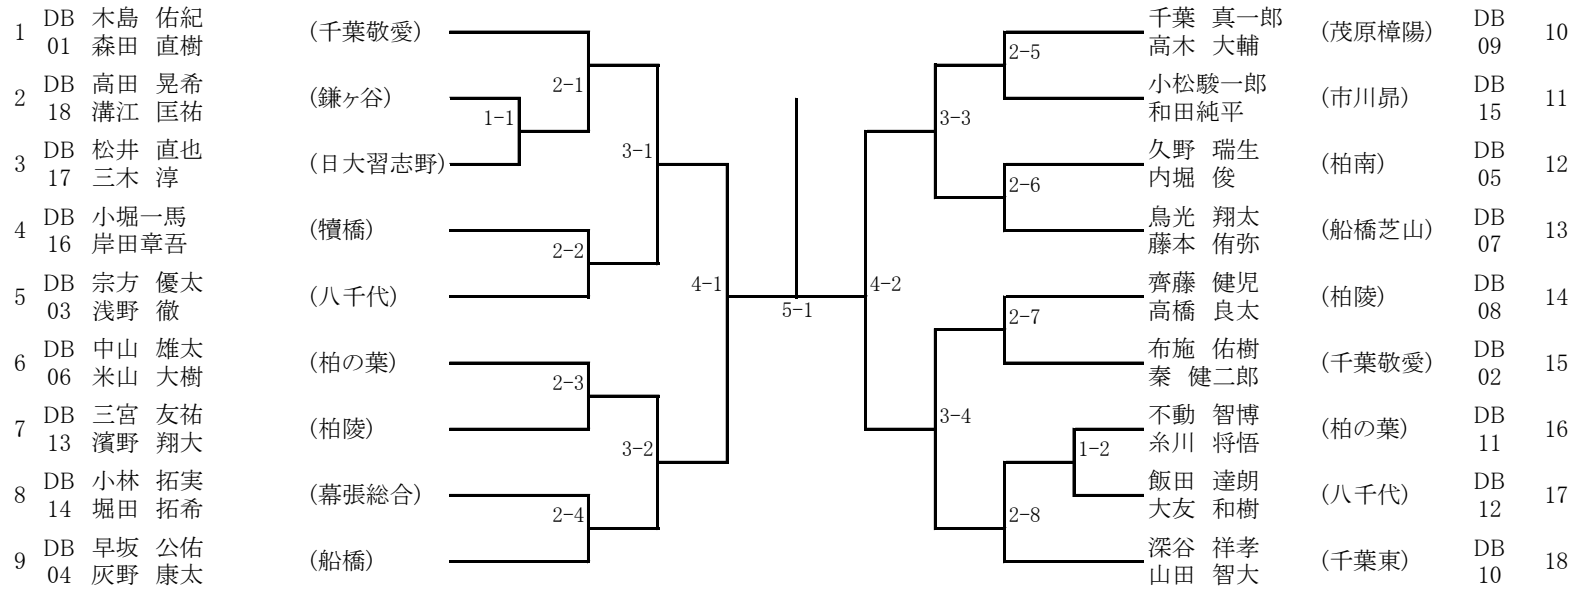 1 DB 木島 佑紀 (千葉敬愛)
01 森田 直樹
2 DB 高田 晃希 (鎌ヶ谷)
18 溝江 匡祐
3 DB 松井 直也 (日大習志野)
17 三木 淳
4 DB 小堀一馬 (犢橋)
16 岸田章吾
5 DB 宗方 優太 (八千代)
03 浅野 徹
6 DB 中山 雄太 (柏の葉)
06 米山 大樹
7 DB 三宮 友祐 (柏陵)
13 濱野 翔大
8 DB 小林 拓実 (幕張総合)
14 堀田 拓希
9 DB 早坂 公佑 (船橋)
04 灰野 康太
1-1
2-1
2-2
2-3
2-4
3-1
3-2
4-1
5-1
4-2
3-3
3-4
2-5
2-6
2-7
2-8
1-2
千葉 真一郎 (茂原樟陽) DB 10
高木 大輔 09
小松駿一郎 (市川昴) DB 11
和田純平 15
久野 瑞生 (柏南) DB 12
内堀 俊 05
鳥光 翔太 (船橋芝山) DB 13
藤本 侑弥 07
齊藤 健児 (柏陵) DB 14
高橋 良太 08
布施 佑樹 (千葉敬愛) DB 15
秦 健二郎 02
不動 智博 (柏の葉) DB 16
糸川 将悟 11
飯田 達朗 (八千代) DB 17
大友 和樹 12
深谷 祥孝 (千葉東) DB 18
山田 智大 10